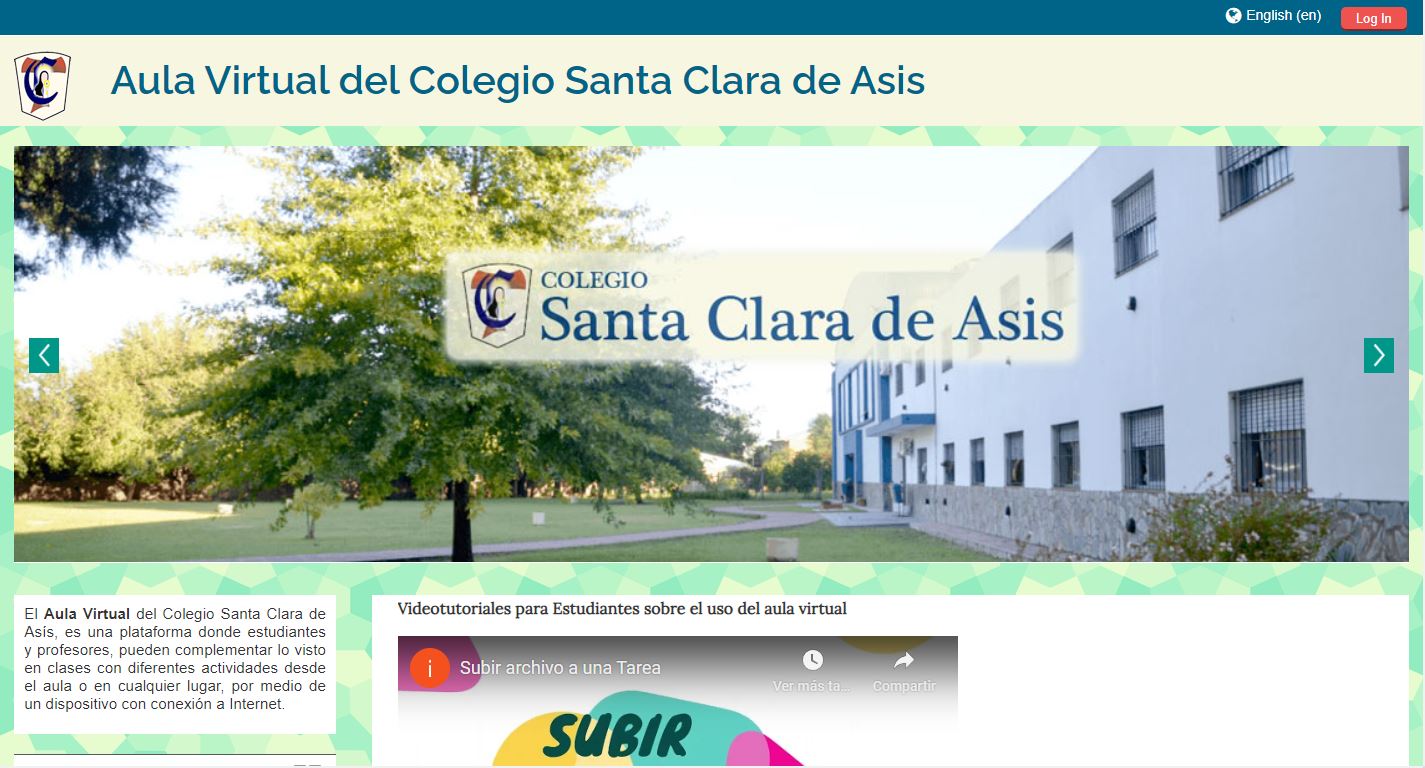 English (en)
Log In
Aula Virtual del Colegio Santa Clara de Asis
COLEGIO
Santa Clara de Asis
El Aula Virtual del Colegio Santa Clara de
Asís, es una plataforma donde estudiantes
y profesores, pueden complementar lo visto
en clases con diferentes actividades desde
el aula o en cualquier lugar, por medio de
un dispositivo con conexión a Internet.
Videotutoriales para Estudiantes sobre el uso del aula virtual
i
Subir archivo a una Tarea
Ver más ta...
Compartir
SUBIR